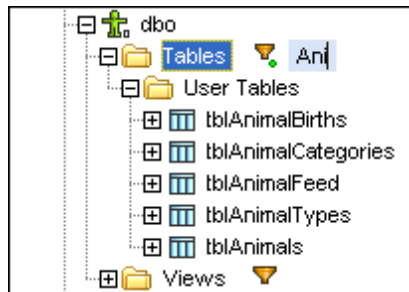 dbo
Tables Ani
User Tables
tblAnimalBirths
tblAnimalCategories
tblAnimalFeed
tblAnimalTypes
tblAnimals
Views